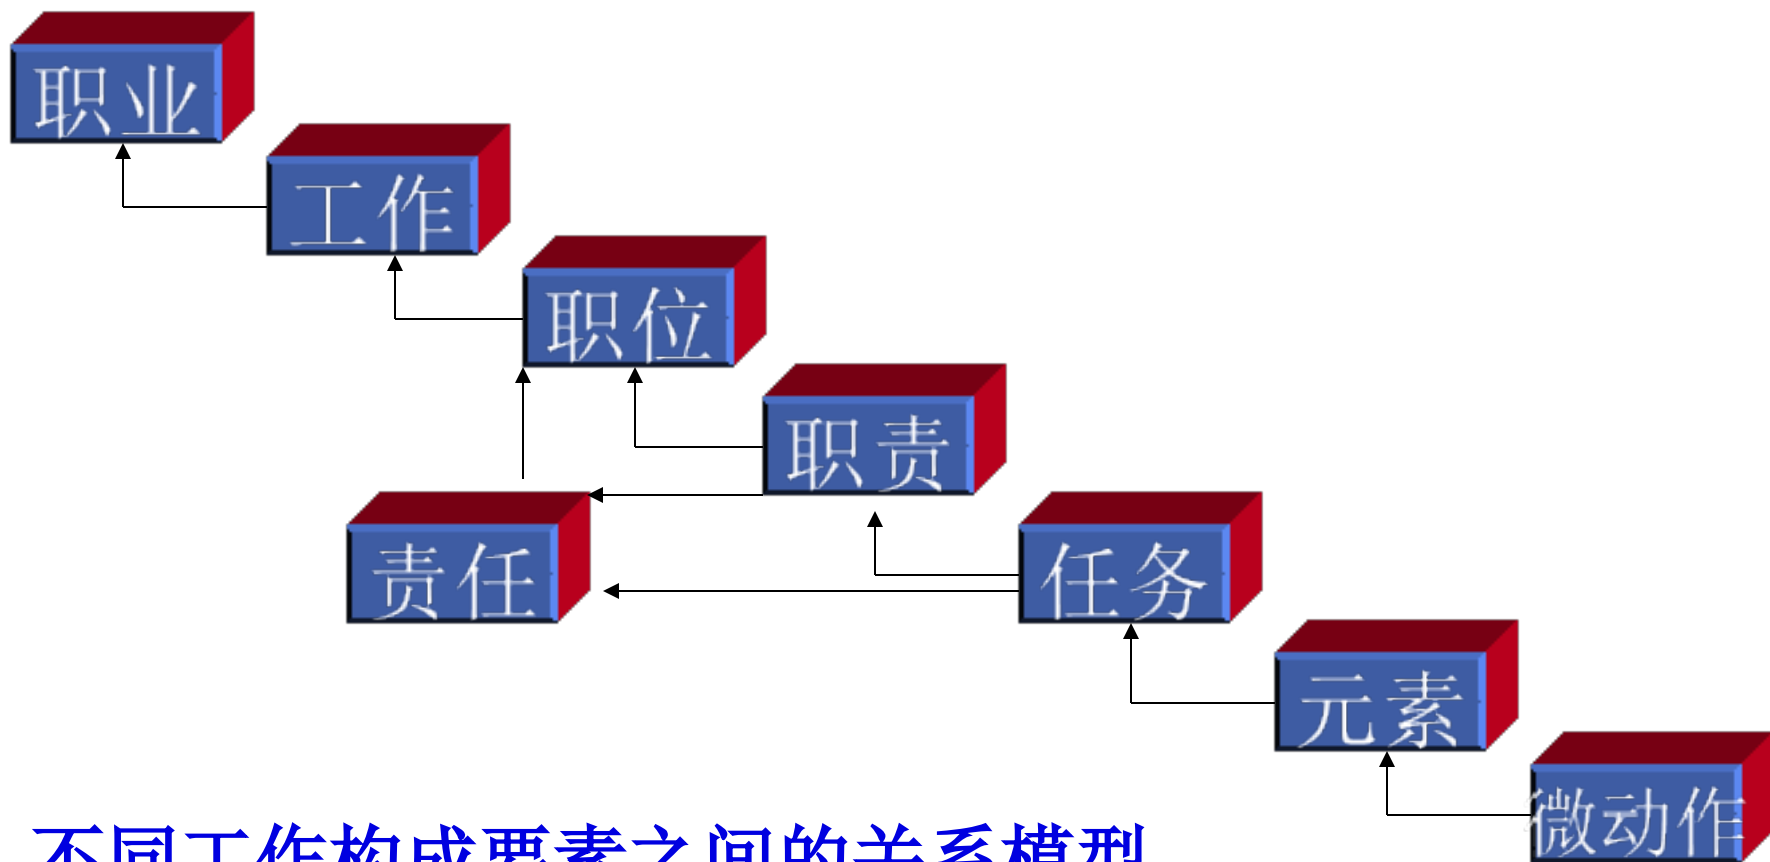 职业
工作
职位
职责
责任
任务
元素
微动作
不同工作构成要素之间的关系模型